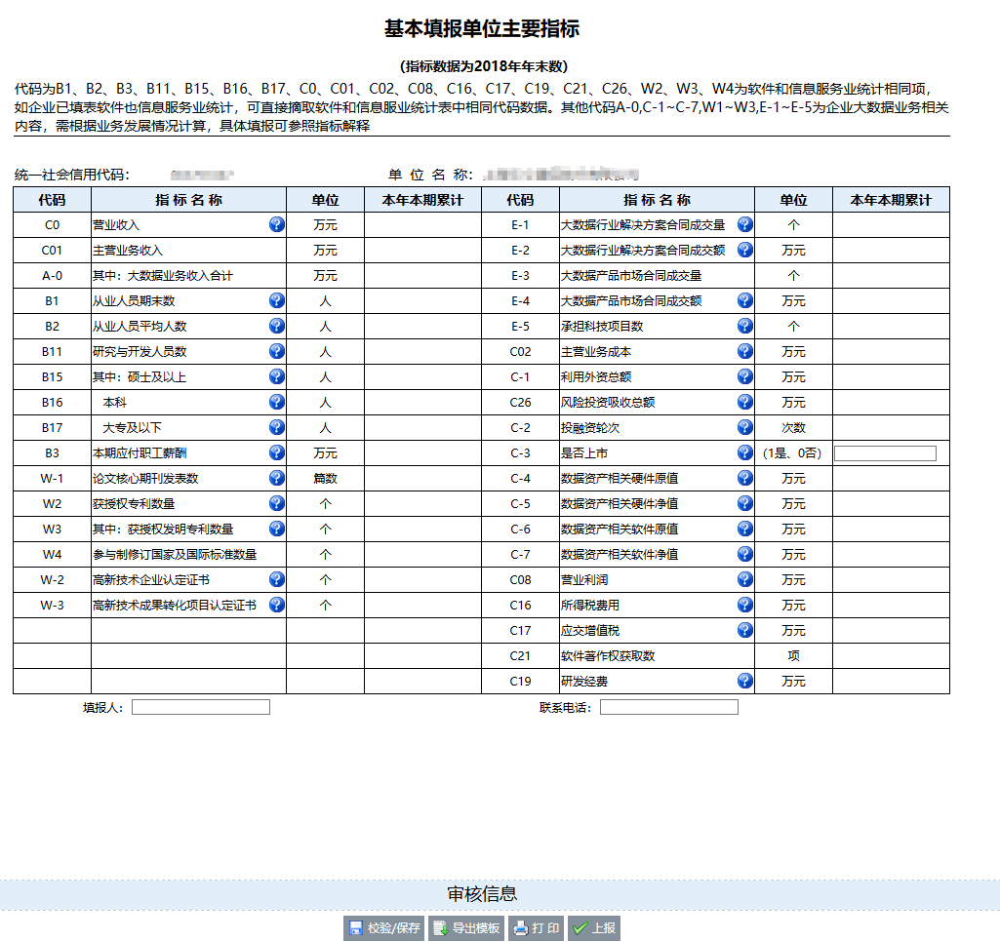 基本填报单位主要指标
(指标数据为2018年年末数)
代码为B1、B2、B3、B11、B15、B16、B17、C0、C01、C02、C08、C16、C17、C19、C21、C26、W2、W3、W4为软件和信息服务业统计相同项，
如企业已填表软件也信息服务业统计，可直接摘取软件和信息服业统计表中相同代码数据。其他代码A-0,C-1~C-7,W1~W3,E-1~E-5为企业大数据业务相关
内容，需根据业务发展情况计算，具体填报可参照指标解释
统一社会信用代码： 单 位 名 称：
代码 指 标 名 称 单位 本年本期累计 代码 指 标 名 称 单位 本年本期累计
C0 营业收入 万元 E-1 大数据行业解决方案合同成交量 个
C01 主营业务收入 万元 E-2 大数据行业解决方案合同成交额 万元
A-0 其中：大数据业务收入合计 万元 E-3 大数据产品市场合同成交量 个
B1 从业人员期末数 人 E-4 大数据产品市场合同成交额 万元
B2 从业人员平均人数 人 E-5 承担科技项目数 个
B11 研究与开发人员数 人 C02 主营业务成本 万元
B15 其中：硕士及以上 人 C-1 利用外资总额 万元
B16 本科 人 C26 风险投资吸收总额 万元
B17 大专及以下 人 C-2 投融资轮次 次数
B3 本期应付职工薪酬 万元 C-3 是否上市 (1是、0否)
W-1 论文核心期刊发表数 篇数 C-4 数据资产相关硬件原值 万元
W2 获授权专利数量 个 C-5 数据资产相关硬件净值 万元
W3 其中：获授权发明专利数量 个 C-6 数据资产相关软件原值 万元
W4 参与制修订国家及国际标准数量 个 C-7 数据资产相关软件净值 万元
W-2 高新技术企业认定证书 个 C08 营业利润 万元
W-3 高新技术成果转化项目认定证书 个 C16 所得税费用 万元
C17 应交增值税 万元
C21 软件著作权获取数 项
C19 研发经费 万元
填报人： 联系电话：
审核信息
校验/保存 导出模板 打 印 上报